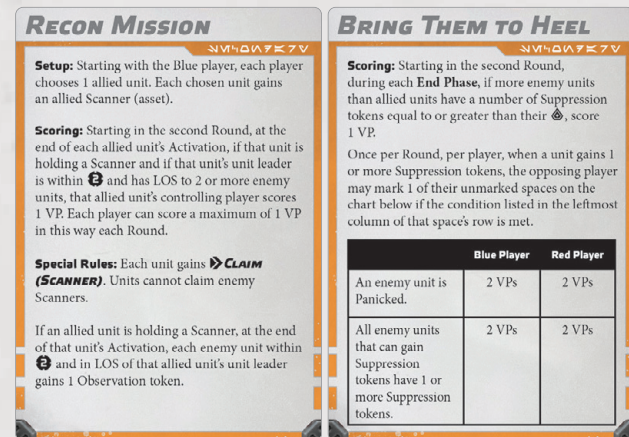 RECON MISSION
Setup: Starting with the Blue player, each player
chooses 1 allied unit. Each chosen unit gains
an allied Scanner (asset).
Scoring: Starting in the second Round, at the
end of each allied unit's Activation, if that unit is
holding a Scanner and if that unit's unit leader
is within 2 and has LOS to 2 or more enemy
units, that allied unit's controlling player scores
1 VP. Each player can score a maximum of 1 VP
in this way each Round.
Special Rules: Each unit gains CLAIM
(SCANNER). Units cannot claim enemy
Scanners.
If an allied unit is holding a Scanner, at the end
of that unit's Activation, each enemy unit within
2 and in LOS of that allied unit's unit leader
gains 1 Observation token.
BRING THEM TO HEEL
Scoring: Starting in the second Round,
during each End Phase, if more enemy units
than allied units have a number of Suppression
tokens equal to or greater than their , score
1 VP.
Once per Round, per player, when a unit gains 1
or more Suppression tokens, the opposing player
may mark 1 of their unmarked spaces on the
chart below if the condition listed in the leftmost
column of that space's row is met.
Blue Player Red Player
An enemy unit is 2 VPs 2 VPs
Panicked.
All enemy units 2 VPs 2 VPs
that can gain
Suppression
tokens have 1 or
more Suppression
tokens.